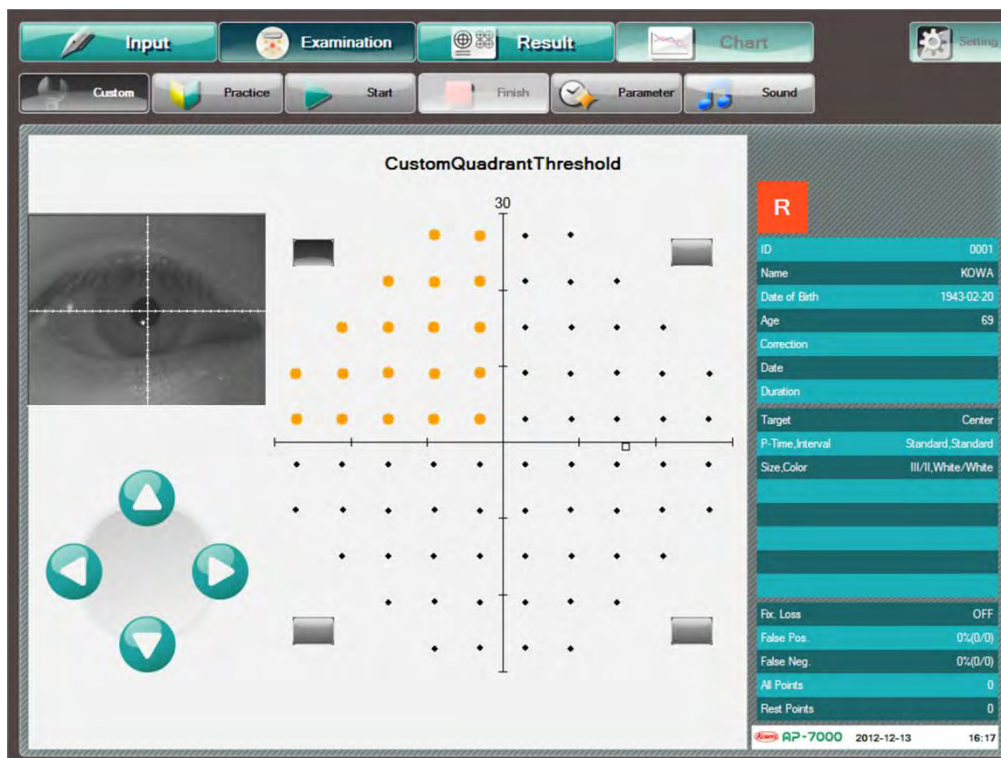 Input Examination Result Chart Setting
Custom Practice Start Finish Parameter Sound
CustomQuadrantThreshold
30
R
ID 0001
Name KOWA
Date of Birth 1943-02-20
Age 69
Correction
Date
Duration
Target Center
P-Time,Interval Standard,Standard
Size,Color III/II,White/White
Fix. Loss OFF
False Pos. 0%(0/0)
False Neg. 0%(0/0)
All Points 0
Rest Points 0
Kowa AP-7000 2012-12-13 16:17